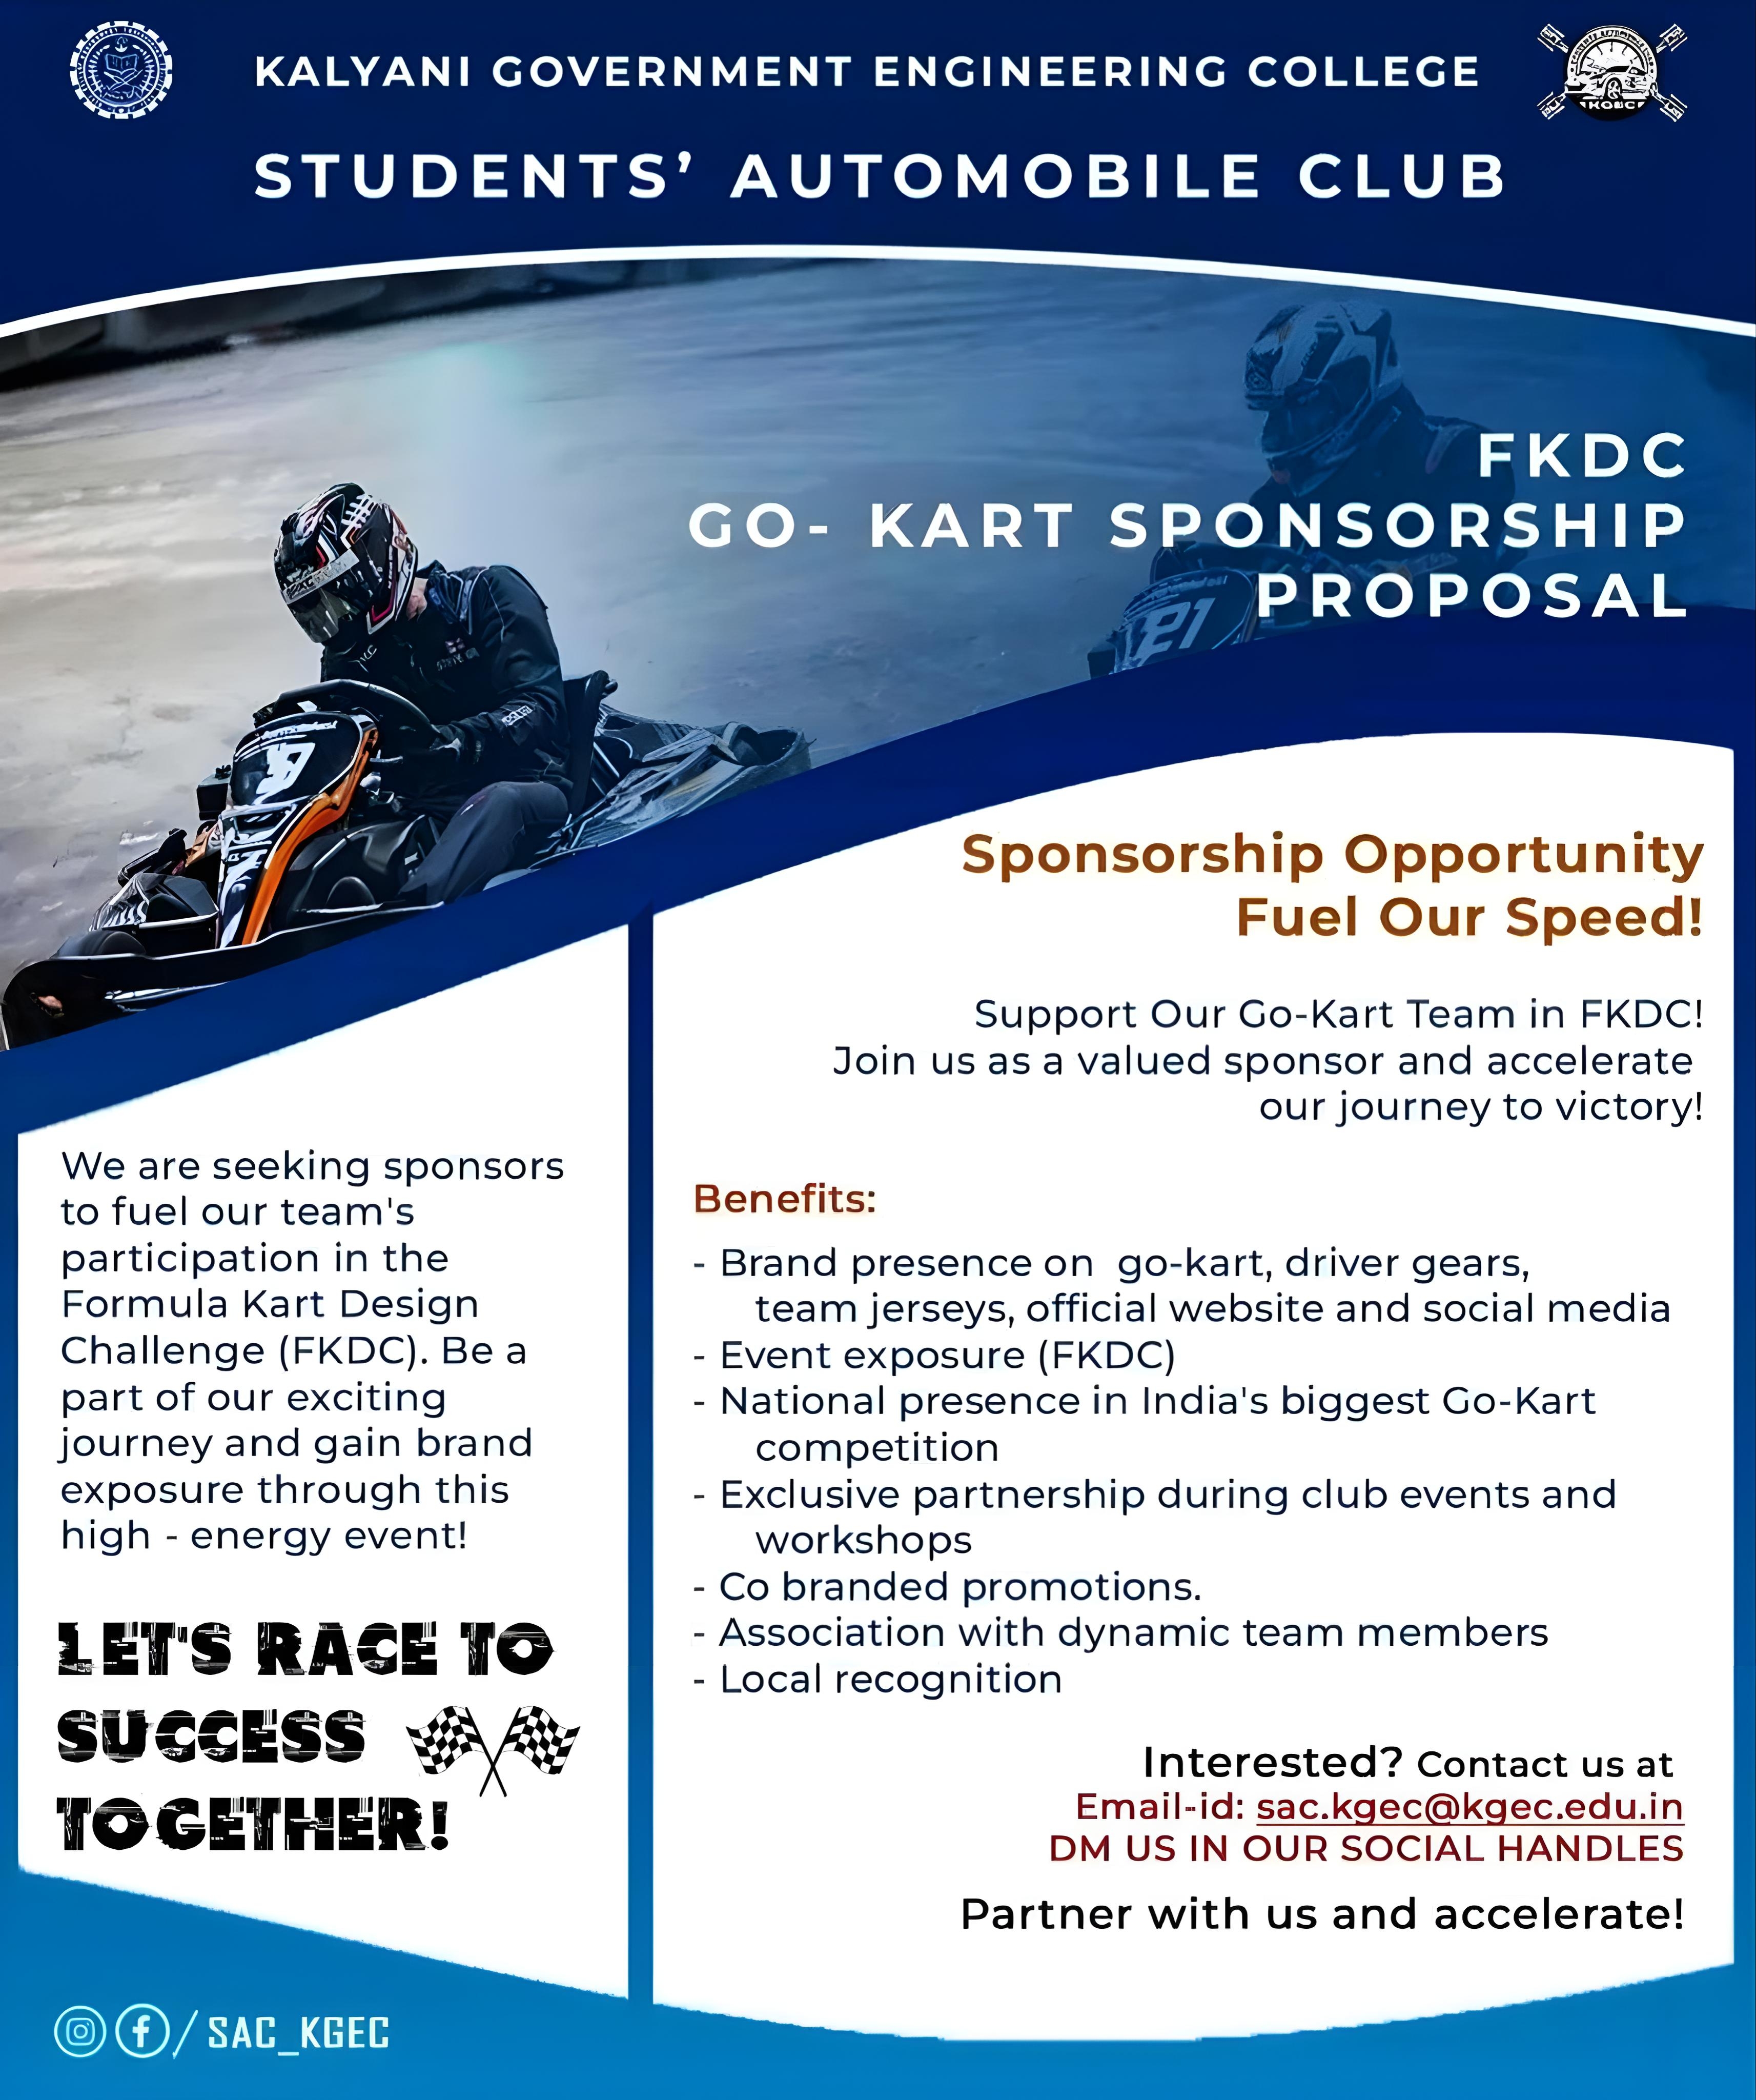 KALYANI GOVERNMENT ENGINEERING COLLEGE
STUDENTS’ AUTOMOBILE CLUB
KGEC
FKDC
GO- KART SPONSORSHIP
PROPOSAL
21
Sponsorship Opportunity
Fuel Our Speed!
Support Our Go-Kart Team in FKDC!
Join us as a valued sponsor and accelerate
our journey to victory!
We are seeking sponsors
to fuel our team's
participation in the
Formula Kart Design
Challenge (FKDC). Be a
part of our exciting
journey and gain brand
exposure through this
high - energy event!
LET'S RACE TO
SUCCESS
TOGETHER!
Benefits:
- Brand presence on  go-kart, driver gears,
team jerseys, official website and social media
- Event exposure (FKDC)
- National presence in India's biggest Go-Kart
competition
- Exclusive partnership during club events and
workshops
- Co branded promotions.
- Association with dynamic team members
- Local recognition
Interested? Contact us at
Email-id: sac.kgec@kgec.edu.in
DM US IN OUR SOCIAL HANDLES
Partner with us and accelerate!
/ SAC_KGEC